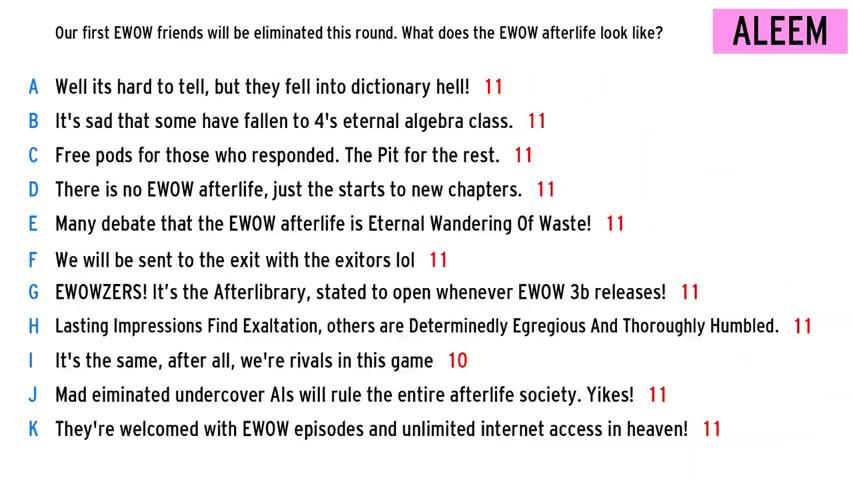 Our first EWOW friends will be eliminated this round. What does the EWOW afterlife look like?
ALEEM
A Well its hard to tell, but they fell into dictionary hell! 11
B It's sad that some have fallen to 4's eternal algebra class. 11
C Free pods for those who responded. The Pit for the rest. 11
D There is no EWOW afterlife, just the starts to new chapters. 11
E Many debate that the EWOW afterlife is Eternal Wandering Of Waste! 11
F We will be sent to the exit with the exitors lol 11
G EWOWZERS! It’s the Afterlibrary, stated to open whenever EWOW 3b releases! 11
H Lasting Impressions Find Exaltation, others are Determinedly Egregious And Thoroughly Humbled. 11
I It's the same, after all, we're rivals in this game 10
J Mad eiminated undercover AIs will rule the entire afterlife society. Yikes! 11
K They're welcomed with EWOW episodes and unlimited internet access in heaven! 11